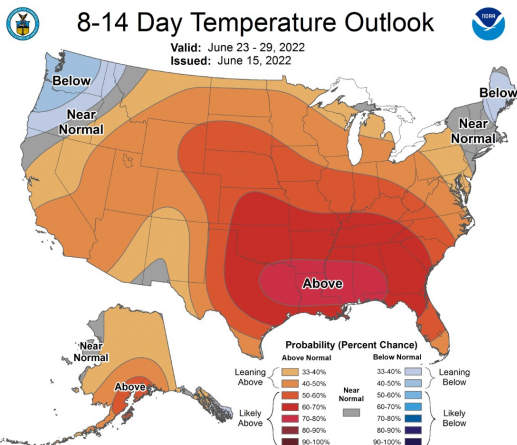 8-14 Day Temperature Outlook
NOAA
Valid: June 23 - 29, 2022
Issued: June 15, 2022
Below
Near
Normal
Below
Near
Normal
Above
Near
Normal
Above
Probability (Percent Chance)
Above Normal
Below Normal
Leaning
Above
33-40%
40-50%
Likely
Above
50-60%
60-70%
70-80%
80-90%
90-100%
Near
Normal
33-40%
40-50%
Leaning
Below
50-60%
60-70%
70-80%
80-90%
90-100%
Likely
Below